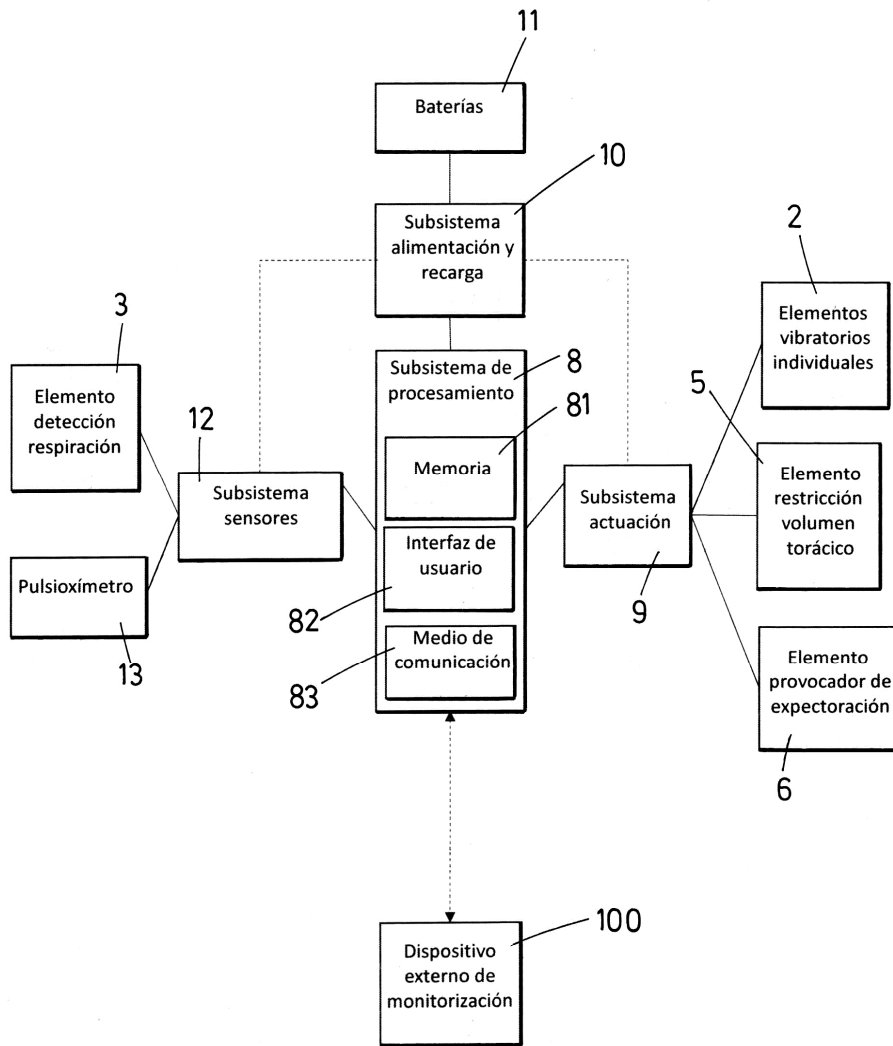 11
Baterías
10
Subsistema
alimentación y
recarga
2
Elementos
vibratorios
individuales
3
Elemento
detección
respiración
Subsistema de
procesamiento
8
81
Memoria
5
Elemento
restricción
volumen
torácico
12
Subsistema
sensores
Subsistema
actuación
9
Interfaz de
usuario
82
Pulsioxímetro
13
Medio de
comunicación
83
Elemento
provocador de
expectoración
6
100
Dispositivo
externo de
monitorización